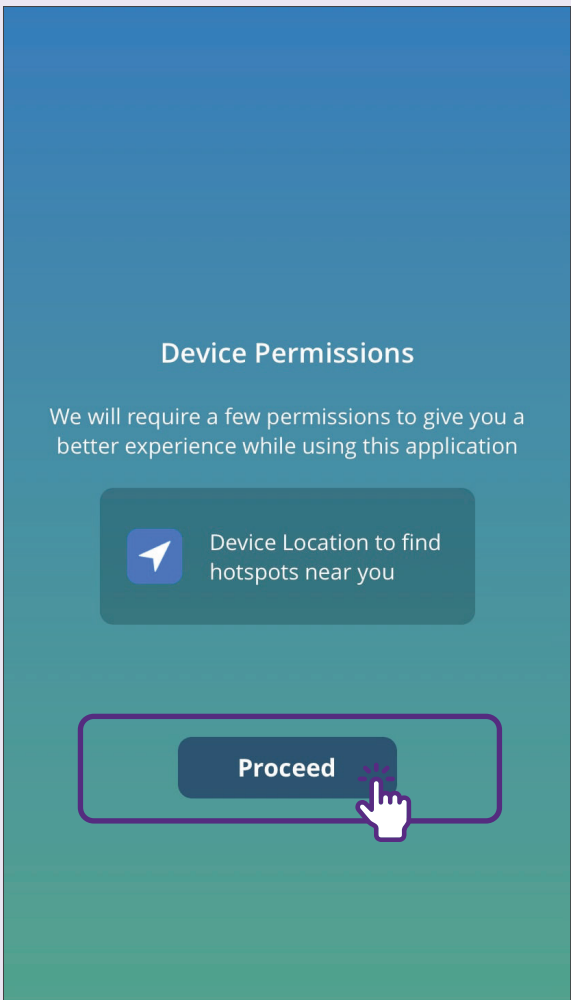 Device Permissions
We will require a few permissions to give you a
better experience while using this application
Device Location to find
hotspots near you
Proceed